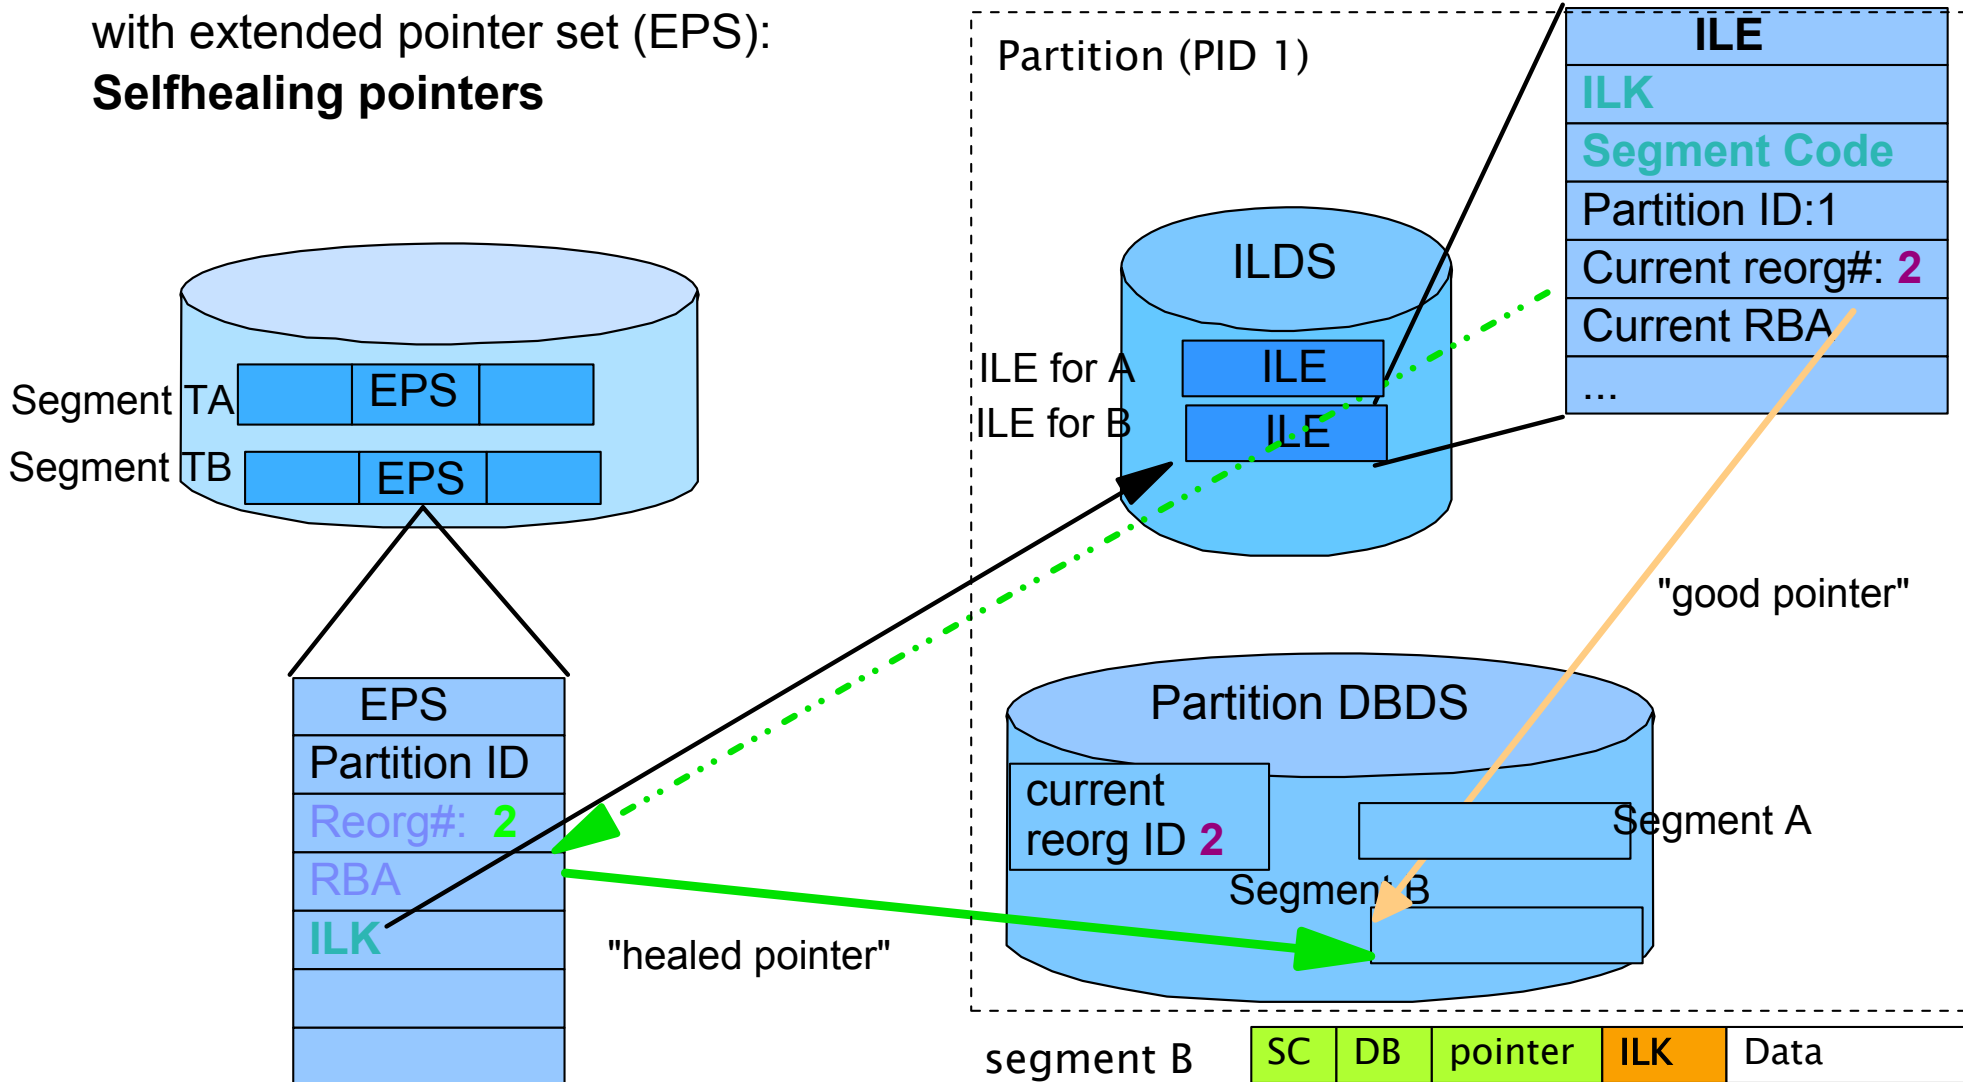 with extended pointer set (EPS):
Selfhealing pointers
Partition (PID 1)
ILE
ILK
Segment Code
Partition ID:1
Current reorg#: 2
Current RBA
...
ILDS
ILE for A
ILE
ILE for B
ILE
Segment TA
EPS
Segment TB
EPS
"good pointer"
EPS
Partition ID
Reorg#: 2
RBA
ILK
"healed pointer"
Partition DBDS
current
reorg ID 2
Segment A
Segment B
segment B
SC DB pointer ILK Data